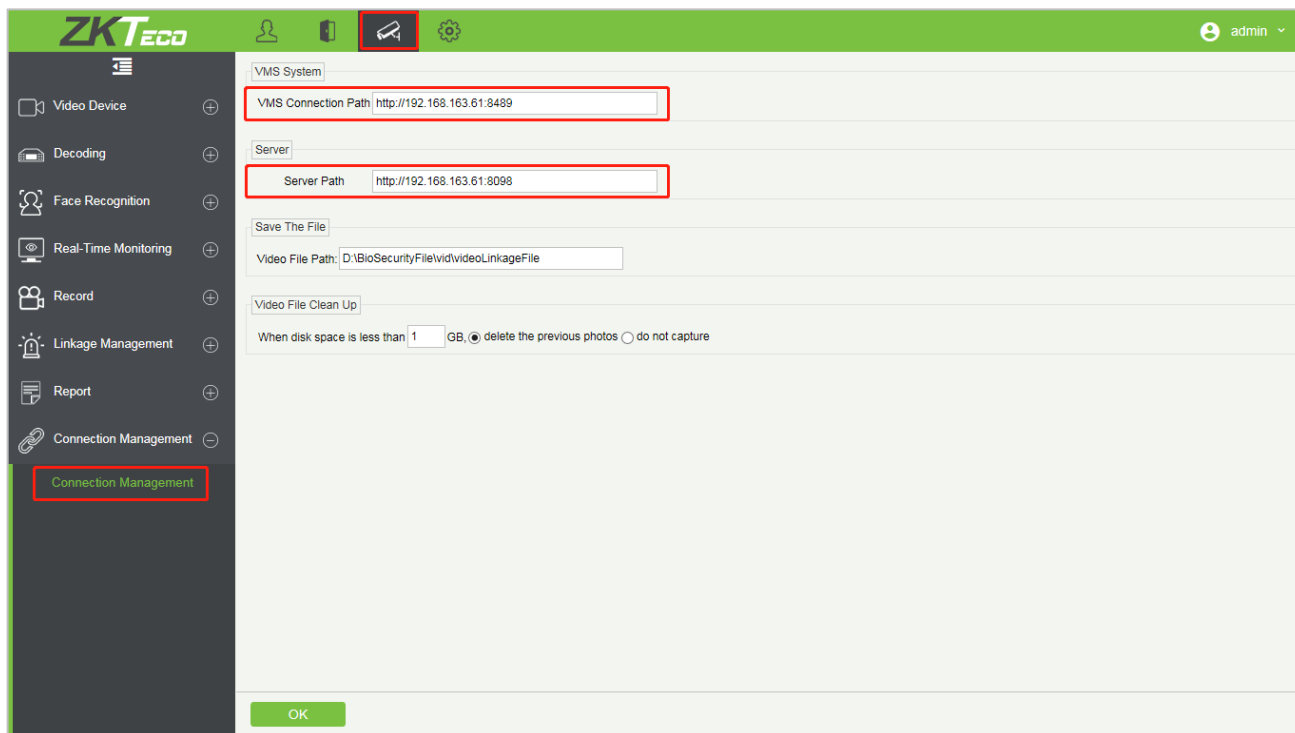 ZKTeco
admin
Video Device
Decoding
Face Recognition
Real-Time Monitoring
Record
Linkage Management
Report
Connection Management
Connection Management
VMS System
VMS Connection Path http://192.168.163.61:8489
Server
Server Path http://192.168.163.61:8098
Save The File
Video File Path: D:\BioSecurityFile\vid\videoLinkageFile
Video File Clean Up
When disk space is less than 1 GB, delete the previous photos do not capture
OK